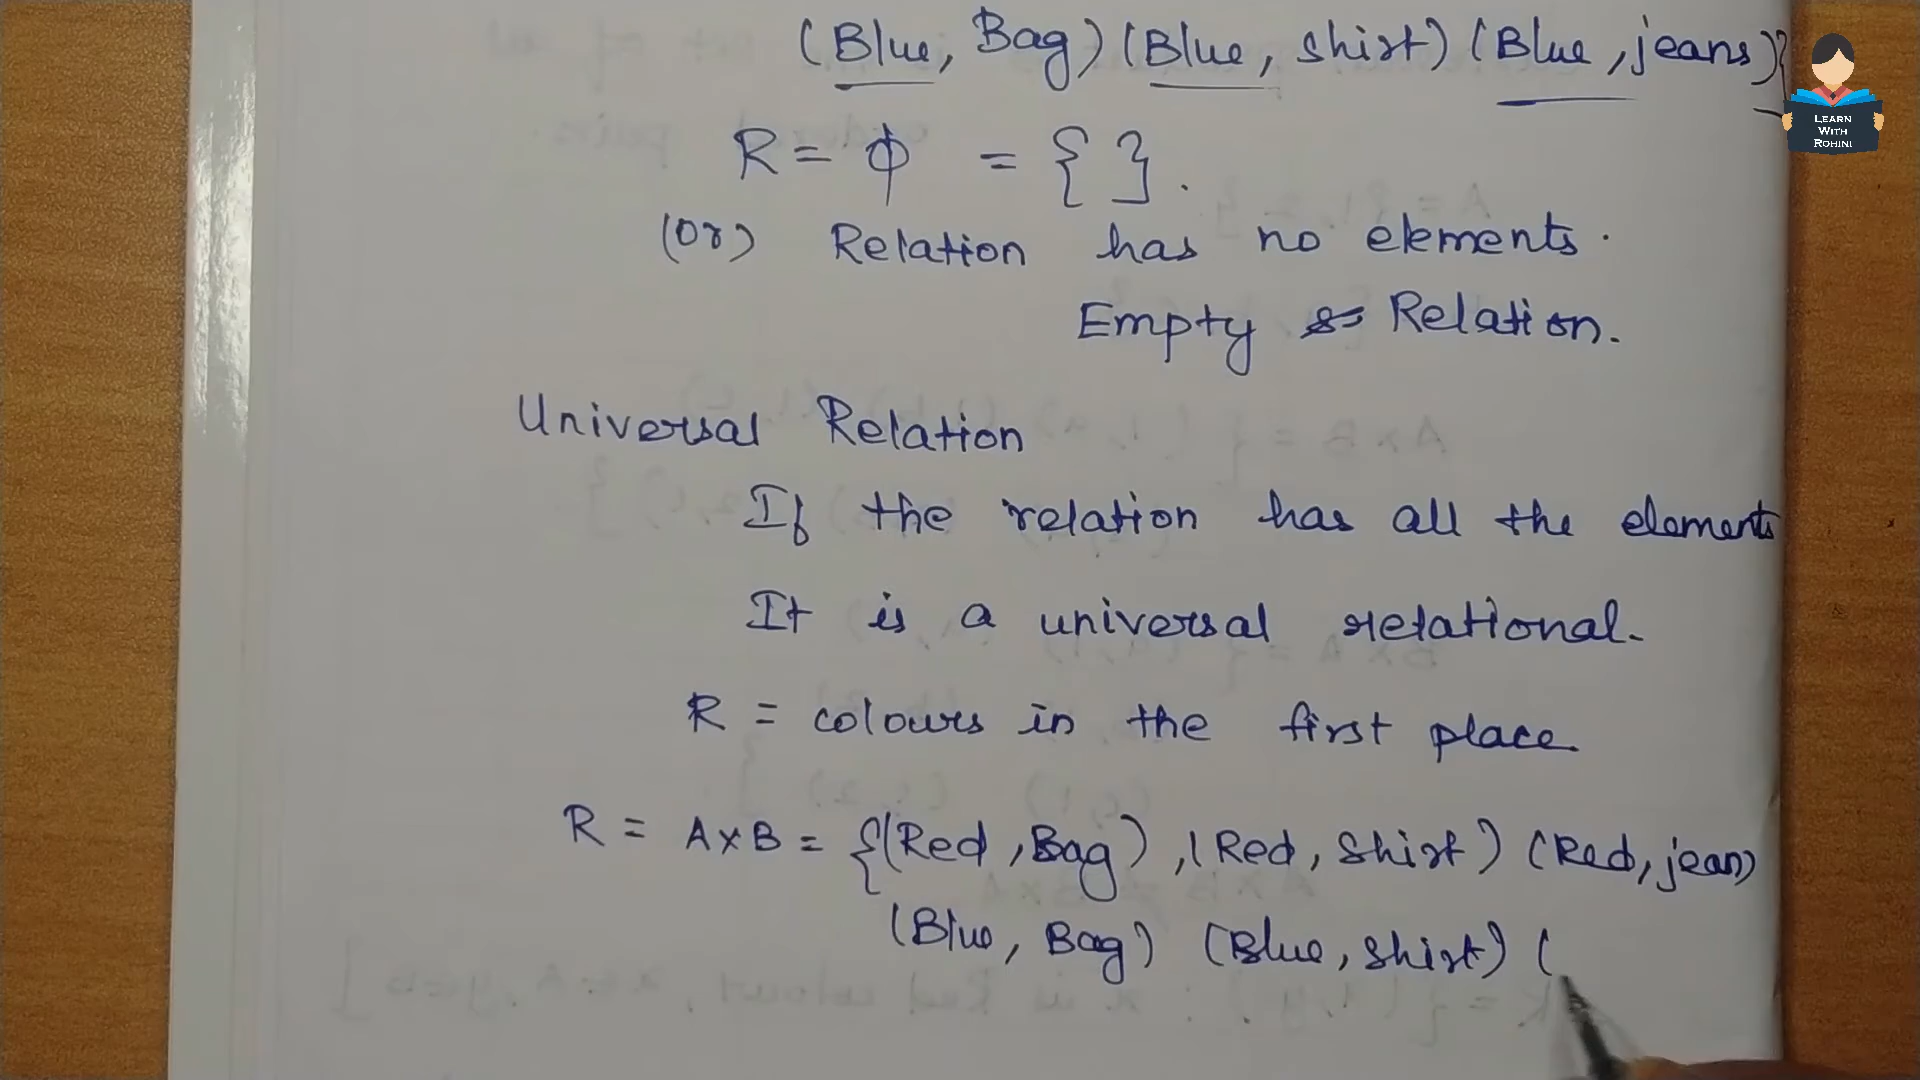 (Blue, Bag) (Blue, shirt) (Blue, jeans)}
R = ϕ = { }.
(Or) Relation has no elements.
Empty Relation.
Universal Relation
If the relation has all the elements
It is a universal relational.
R = colours in the first place
R = A×B = {(Red, Bag), (Red, Shirt) (Red, jean)
(Blue, Bag) (Blue, shirt) (
LEARN
WITH
ROHINI